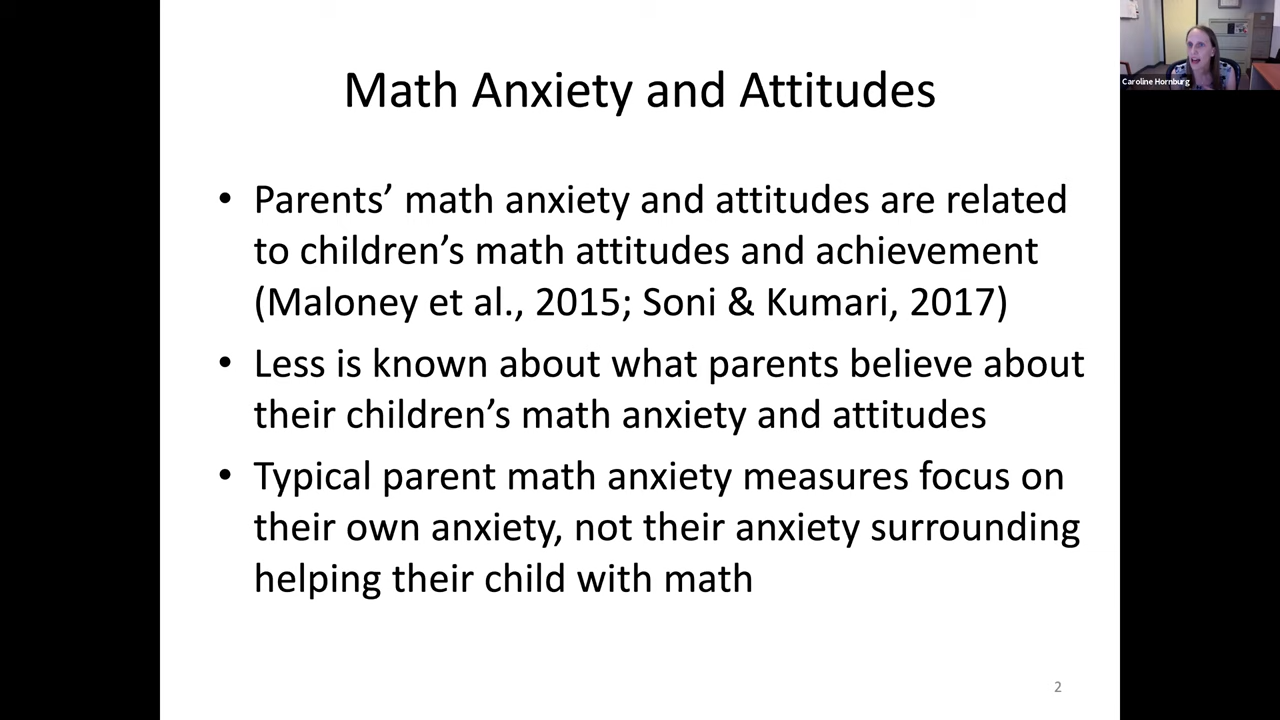 Math Anxiety and Attitudes
• Parents’ math anxiety and attitudes are related
to children’s math attitudes and achievement
(Maloney et al., 2015; Soni & Kumari, 2017)
• Less is known about what parents believe about
their children’s math anxiety and attitudes
• Typical parent math anxiety measures focus on
their own anxiety, not their anxiety surrounding
helping their child with math
2
Caroline Hornburg